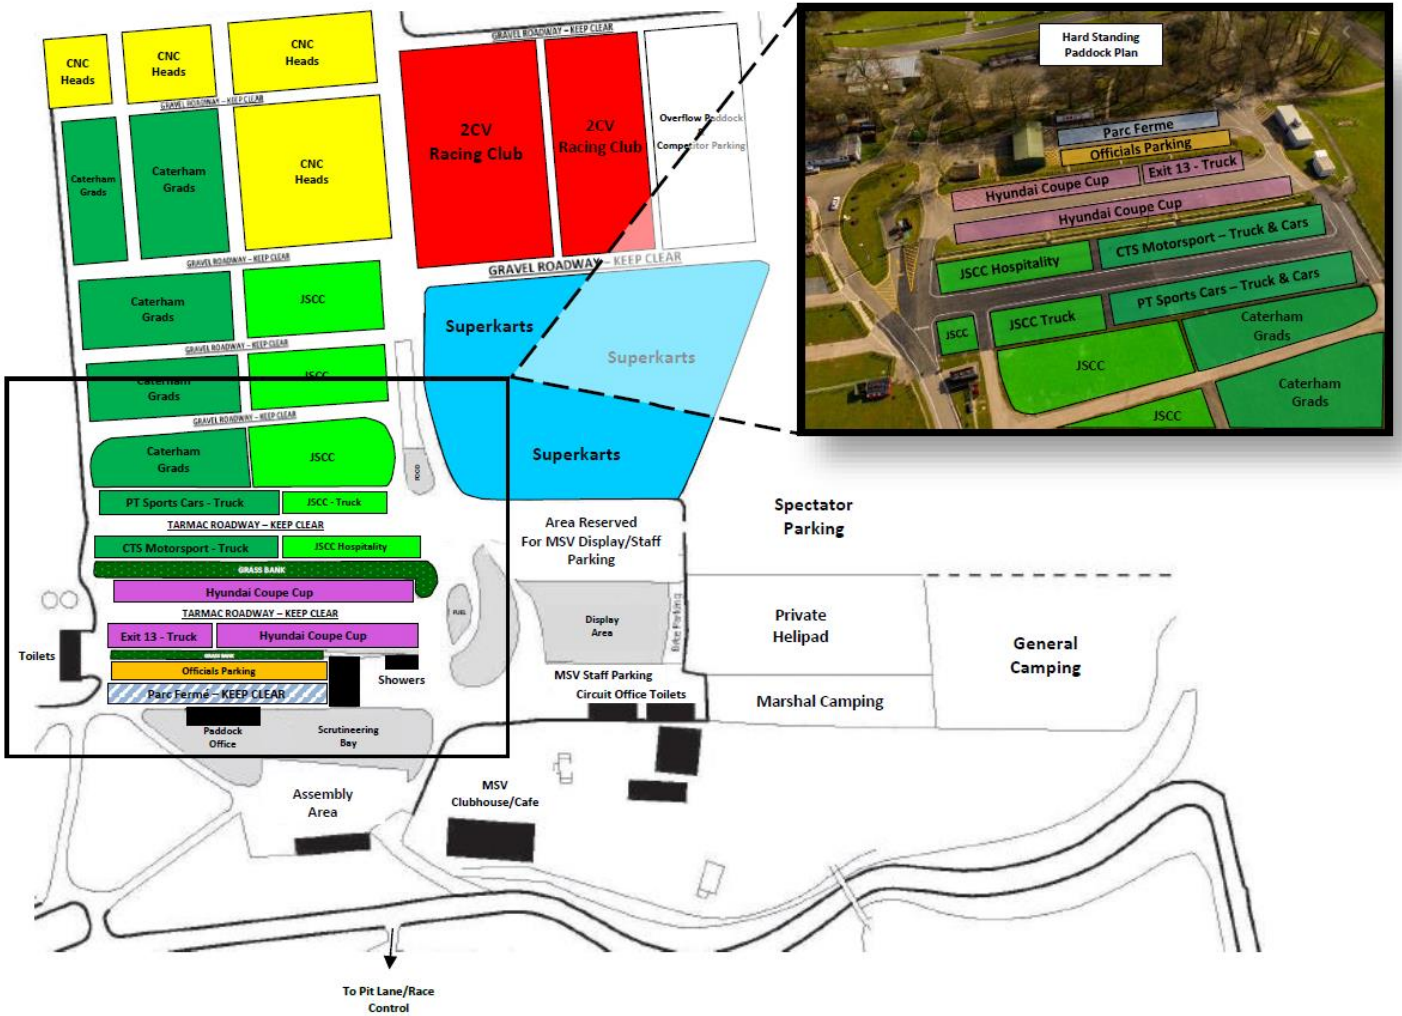 GRAVEL ROADWAY – KEEP CLEAR
CNC
Heads
CNC
Heads
CNC
Heads
GRAVEL ROADWAY – KEEP CLEAR
Caterham
Grads
Caterham
Grads
CNC
Heads
2CV
Racing Club
2CV
Racing Club
Overflow Paddock
Competitor Parking
GRAVEL ROADWAY – KEEP CLEAR
GRAVEL ROADWAY – KEEP CLEAR
Caterham
Grads
JSCC
Superkarts
Superkarts
Superkarts
GRAVEL ROADWAY – KEEP CLEAR
Caterham
Grads
JSCC
GRAVEL ROADWAY – KEEP CLEAR
Caterham
Grads
JSCC
FOOD
PT Sports Cars - Truck
JSCC - Truck
TARMAC ROADWAY – KEEP CLEAR
CTS Motorsport - Truck
JSCC Hospitality
GRASS BANK
Hyundai Coupe Cup
TARMAC ROADWAY – KEEP CLEAR
Exit 13 - Truck
Hyundai Coupe Cup
GRASS BANK
Officials Parking
Parc Fermé – KEEP CLEAR
Toilets
Showers
FUEL
Paddock
Office
Scrutineering
Bay
Assembly
Area
Area Reserved
For MSV Display/Staff
Parking
Display
Area
Bike Parking
MSV Staff Parking
Circuit Office Toilets
MSV
Clubhouse/Cafe
Spectator
Parking
Private
Helipad
Marshal Camping
General
Camping
To Pit Lane/Race
Control
Hard Standing
Paddock Plan
Parc Ferme
Officials Parking
Hyundai Coupe Cup
Exit 13 - Truck
Hyundai Coupe Cup
JSCC Hospitality
CTS Motorsport – Truck & Cars
JSCC
JSCC Truck
PT Sports Cars – Truck & Cars
JSCC
Caterham
Grads
JSCC
Caterham
Grads